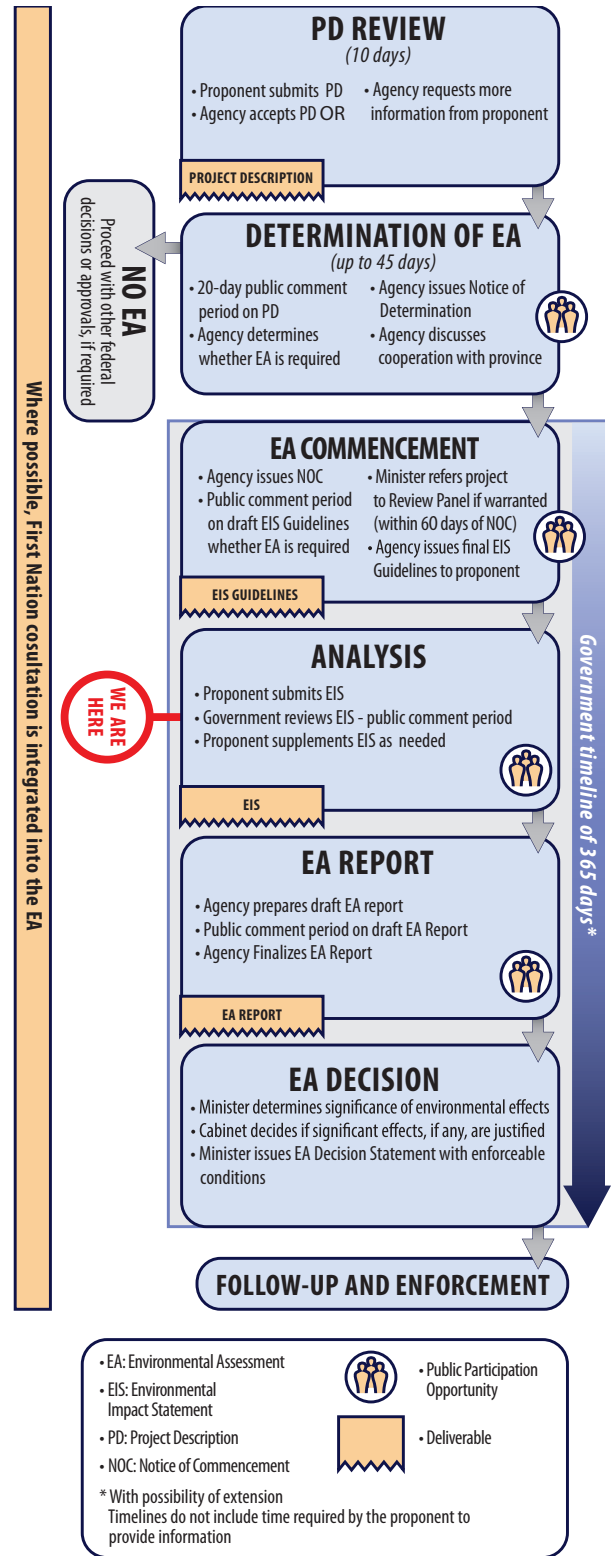 PD REVIEW
(10 days)
• Proponent submits PD
• Agency accepts PD OR
• Agency requests more
information from proponent
PROJECT DESCRIPTION
NO EA
Proceed with other federal
decisions or approvals, if required
DETERMINATION OF EA
(up to 45 days)
• 20-day public comment
period on PD
• Agency determines
whether EA is required
• Agency issues Notice of
Determination
• Agency discusses
cooperation with province
Where possible, First Nation cosultation is integrated into the EA
EA COMMENCEMENT
• Agency issues NOC
• Public comment period
on draft EIS Guidelines
whether EA is required
• Minister refers project
to Review Panel if warranted
(within 60 days of NOC)
• Agency issues final EIS
Guidelines to proponent
EIS GUIDELINES
Government timeline of 365 days*
WE ARE
HERE
ANALYSIS
• Proponent submits EIS
• Government reviews EIS - public comment period
• Proponent supplements EIS as needed
EIS
EA REPORT
• Agency prepares draft EA report
• Public comment period on draft EA Report
• Agency Finalizes EA Report
EA REPORT
EA DECISION
• Minister determines significance of environmental effects
• Cabinet decides if significant effects, if any, are justified
• Minister issues EA Decision Statement with enforceable
conditions
FOLLOW-UP AND ENFORCEMENT
• EA: Environmental Assessment
• EIS: Environmental
Impact Statement
• PD: Project Description
• NOC: Notice of Commencement
• Public Participation
Opportunity
• Deliverable
* With possibility of extension
Timelines do not include time required by the proponent to
provide information